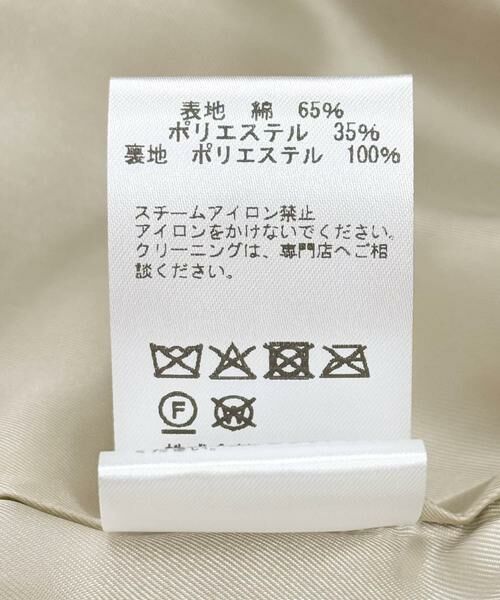 表地　綿　65%
ポリエステル　35%
裏地　ポリエステル　100%
スチームアイロン禁止
アイロンをかけないでください。
クリーニングは、専門店へご相
談ください。
F W